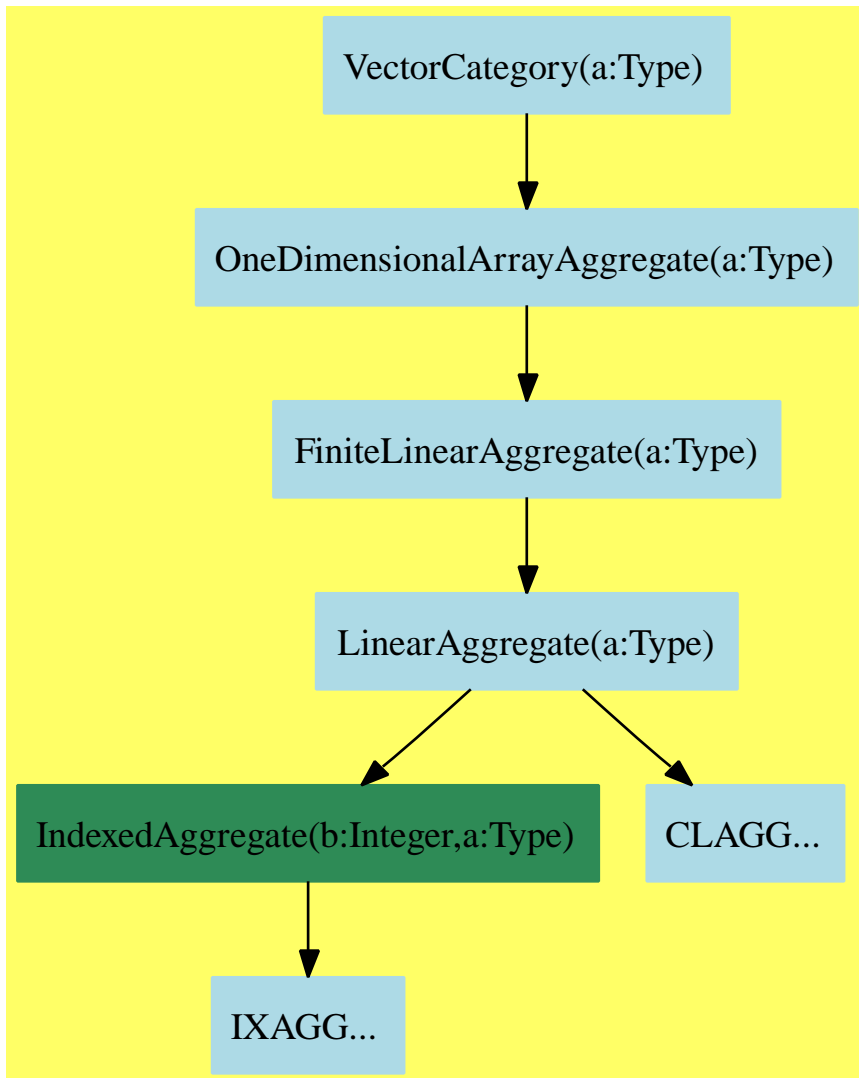 VectorCategory(a:Type)
OneDimensionalArrayAggregate(a:Type)
FiniteLinearAggregate(a:Type)
LinearAggregate(a:Type)
IndexedAggregate(b:Integer,a:Type)
CLAGG...
IXAGG...